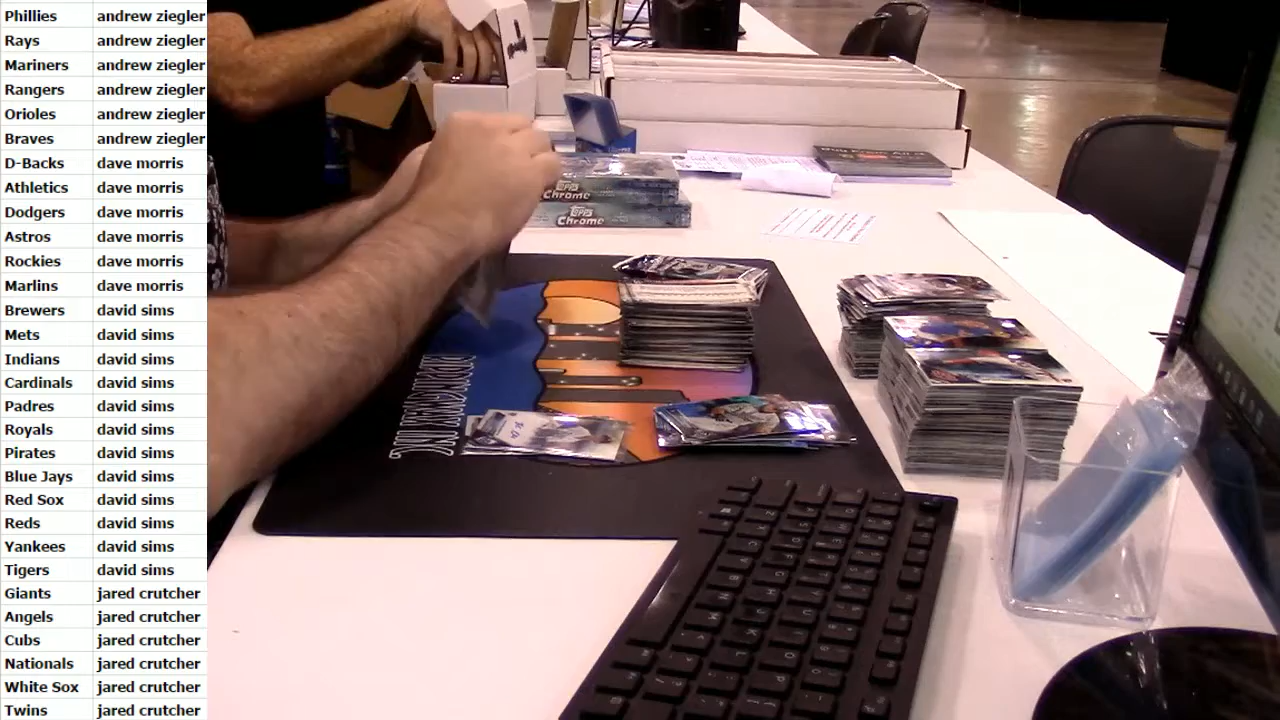 Phillies andrew ziegler
Rays andrew ziegler
Mariners andrew ziegler
Rangers andrew ziegler
Orioles andrew ziegler
Braves andrew ziegler
D-Backs dave morris
Athletics dave morris
Dodgers dave morris
Astros dave morris
Rockies dave morris
Marlins dave morris
Brewers david sims
Mets david sims
Indians david sims
Cardinals david sims
Padres david sims
Royals david sims
Pirates david sims
Blue Jays david sims
Red Sox david sims
Reds david sims
Yankees david sims
Tigers david sims
Giants jared crutcher
Angels jared crutcher
Cubs jared crutcher
Nationals jared crutcher
White Sox jared crutcher
Twins jared crutcher
Topps
Chrome
Topps
Chrome